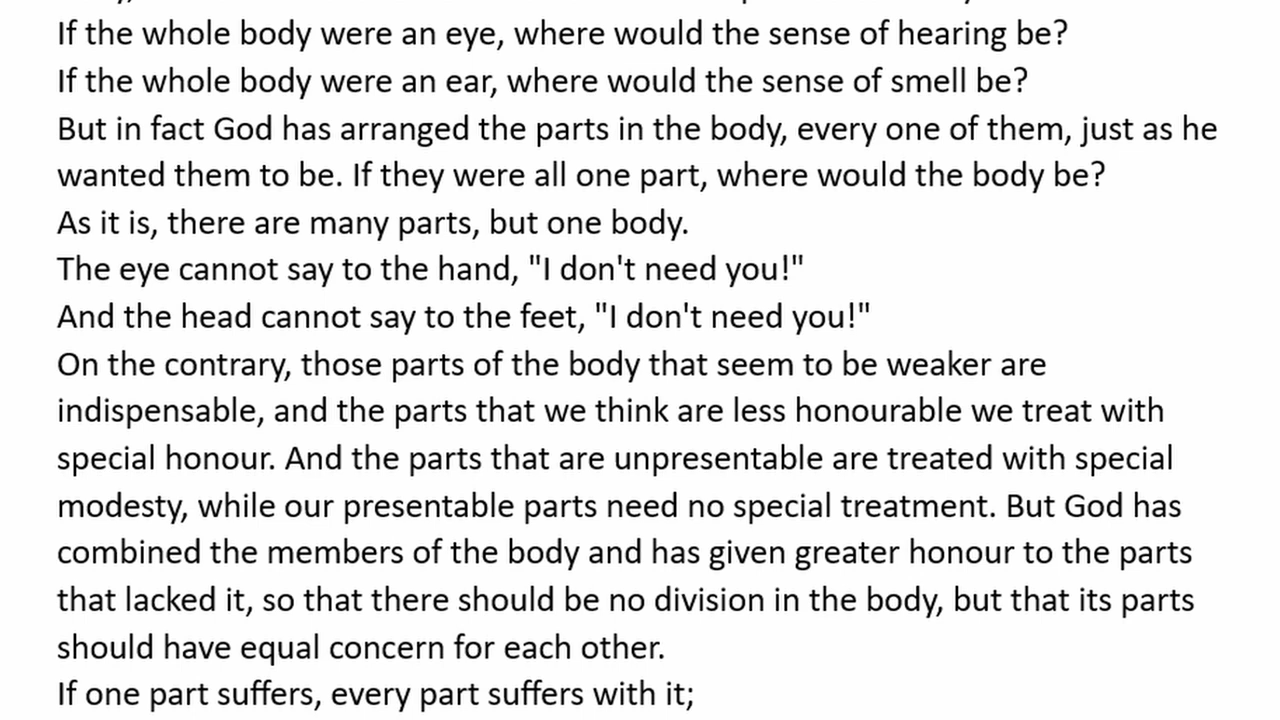 If the whole body were an eye, where would the sense of hearing be?
If the whole body were an ear, where would the sense of smell be?
But in fact God has arranged the parts in the body, every one of them, just as he
wanted them to be. If they were all one part, where would the body be?
As it is, there are many parts, but one body.
The eye cannot say to the hand, "I don't need you!"
And the head cannot say to the feet, "I don't need you!"
On the contrary, those parts of the body that seem to be weaker are
indispensable, and the parts that we think are less honourable we treat with
special honour. And the parts that are unpresentable are treated with special
modesty, while our presentable parts need no special treatment. But God has
combined the members of the body and has given greater honour to the parts
that lacked it, so that there should be no division in the body, but that its parts
should have equal concern for each other.
If one part suffers, every part suffers with it;